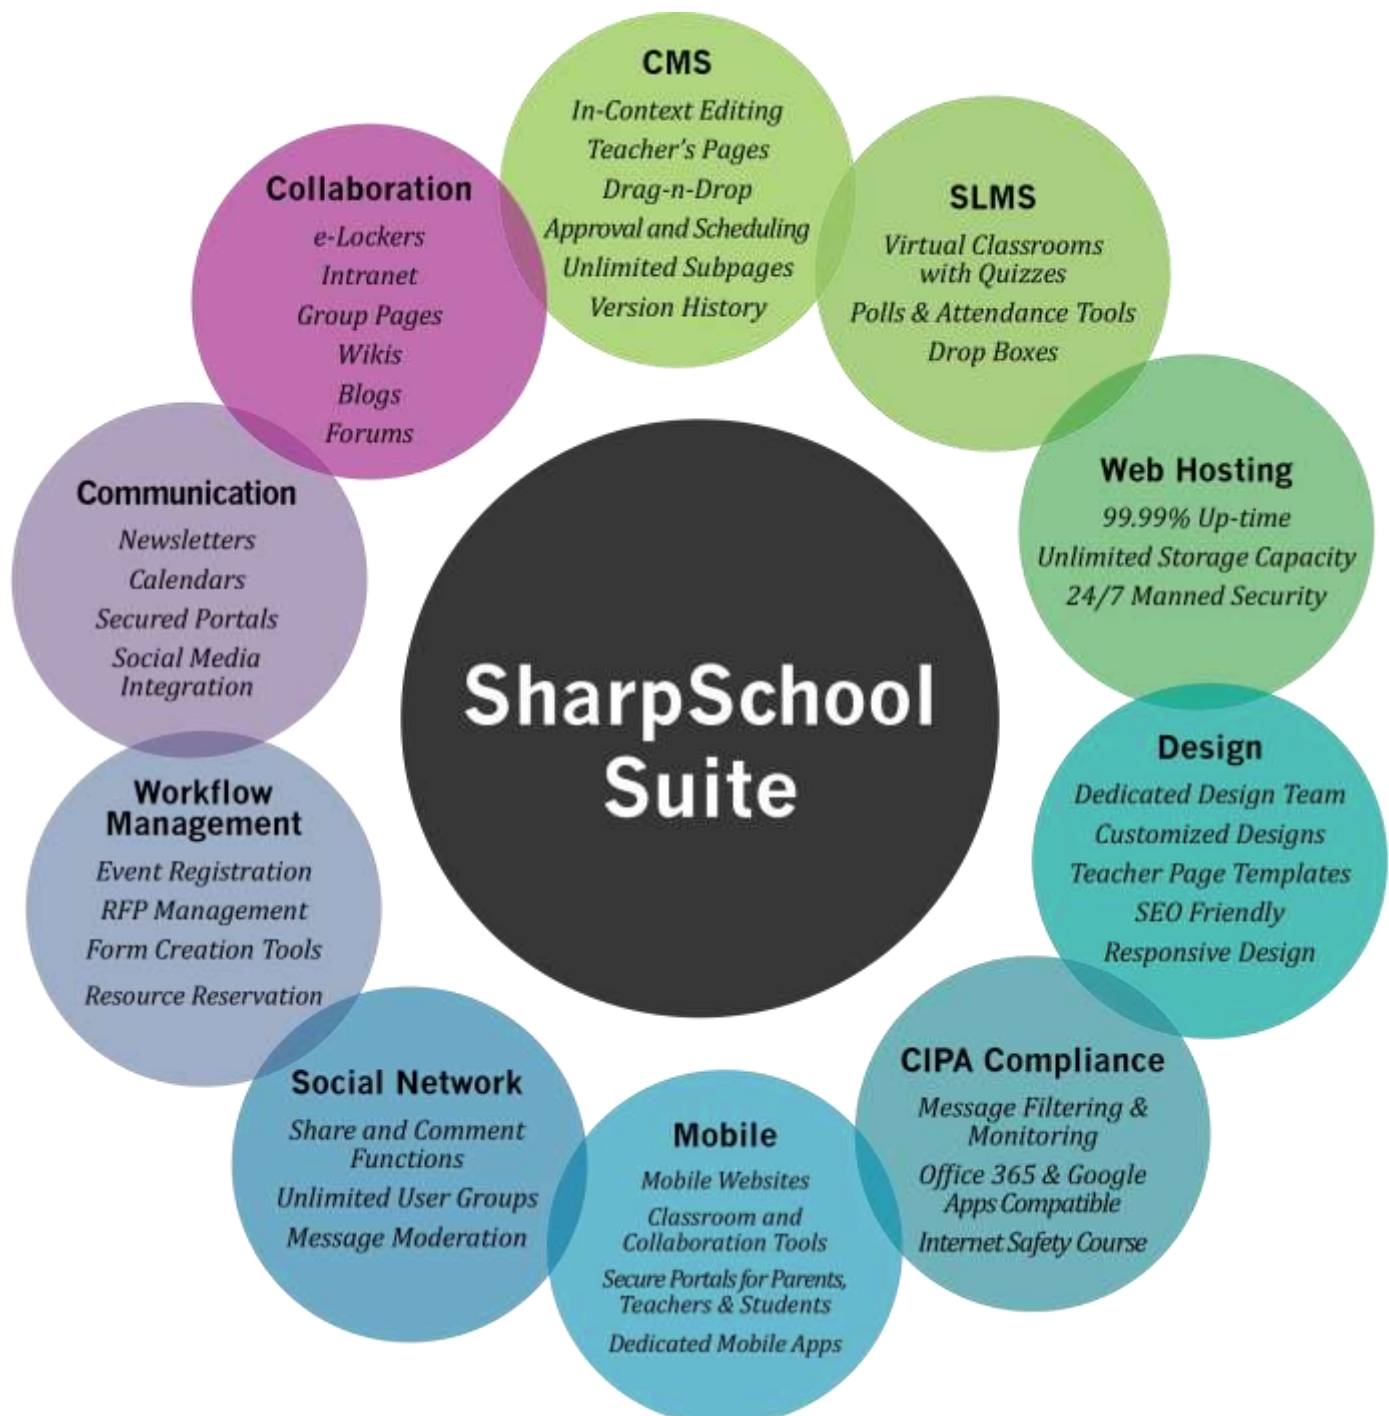 CMS
In-Context Editing
Teacher's Pages
Drag-n-Drop
Approval and Scheduling
Unlimited Subpages
Version History
SLMS
Virtual Classrooms
with Quizzes
Polls & Attendance Tools
Drop Boxes
Web Hosting
99.99% Up-time
Unlimited Storage Capacity
24/7 Manned Security
Design
Dedicated Design Team
Customized Designs
Teacher Page Templates
SEO Friendly
Responsive Design
CIPA Compliance
Message Filtering &
Monitoring
Office 365 & Google
Apps Compatible
Internet Safety Course
Mobile
Mobile Websites
Classroom and
Collaboration Tools
Secure Portals for Parents,
Teachers & Students
Dedicated Mobile Apps
Social Network
Share and Comment
Functions
Unlimited User Groups
Message Moderation
Workflow
Management
Event Registration
RFP Management
Form Creation Tools
Resource Reservation
Communication
Newsletters
Calendars
Secured Portals
Social Media
Integration
Collaboration
e-Lockers
Intranet
Group Pages
Wikis
Blogs
Forums
SharpSchool
Suite